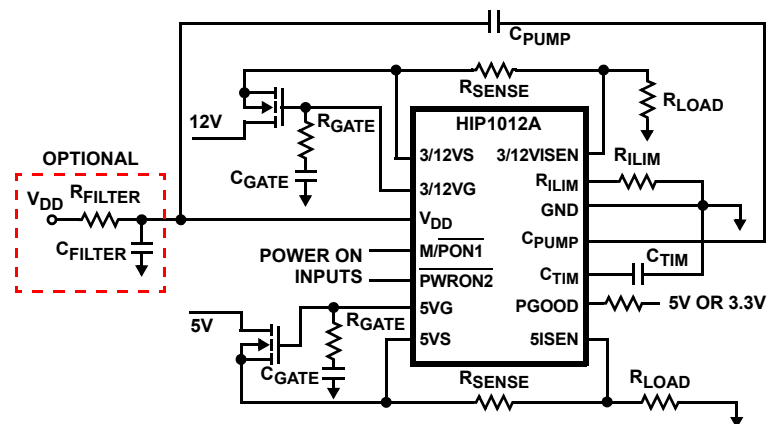 CPUMP
RSENSE
RLOAD
12V
RGATE
CGATE
HIP1012A
3/12VS
3/12VISEN
3/12VG
RILIM
RILIM
GND
VDD
CPUMP
M/PON1
CTIM
CTIM
PWRON2
5VG
PGOOD
5VS
5ISEN
OPTIONAL
VDD
RFILTER
CFILTER
POWER ON
INPUTS
5V OR 3.3V
5V
RGATE
CGATE
RSENSE
RLOAD